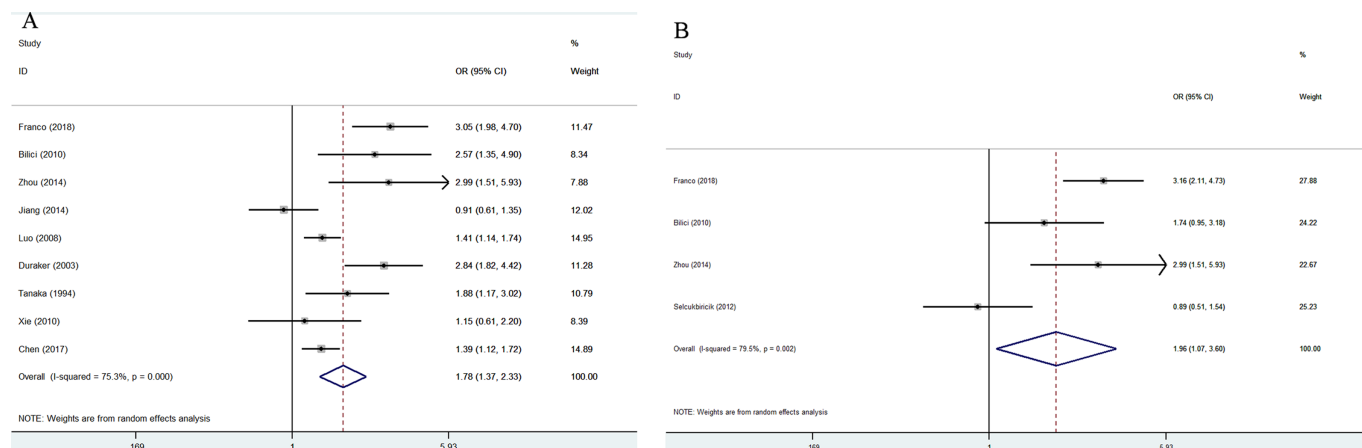 A
Study %
ID OR (95% CI) Weight
Franco (2018) 3.05 (1.98, 4.70) 11.47
Bilici (2010) 2.57 (1.35, 4.90) 8.34
Zhou (2014) 2.99 (1.51, 5.93) 7.88
Jiang (2014) 0.91 (0.61, 1.35) 12.02
Luo (2008) 1.41 (1.14, 1.74) 14.95
Duraker (2003) 2.84 (1.82, 4.42) 11.28
Tanaka (1994) 1.88 (1.17, 3.02) 10.79
Xie (2010) 1.15 (0.61, 2.20) 8.39
Chen (2017) 1.39 (1.12, 1.72) 14.89
Overall (I-squared = 75.3%, p = 0.000) 1.78 (1.37, 2.33) 100.00
NOTE: Weights are from random effects analysis
.169 1 5.93
B
Study %
ID OR (95% CI) Weight
Franco (2018) 3.16 (2.11, 4.73) 27.88
Bilici (2010) 1.74 (0.95, 3.18) 24.22
Zhou (2014) 2.99 (1.51, 5.93) 22.67
Selcukbiricik (2012) 0.89 (0.51, 1.54) 25.23
Overall (I-squared = 79.5%, p = 0.002) 1.96 (1.07, 3.60) 100.00
NOTE: Weights are from random effects analysis
.169 1 5.93